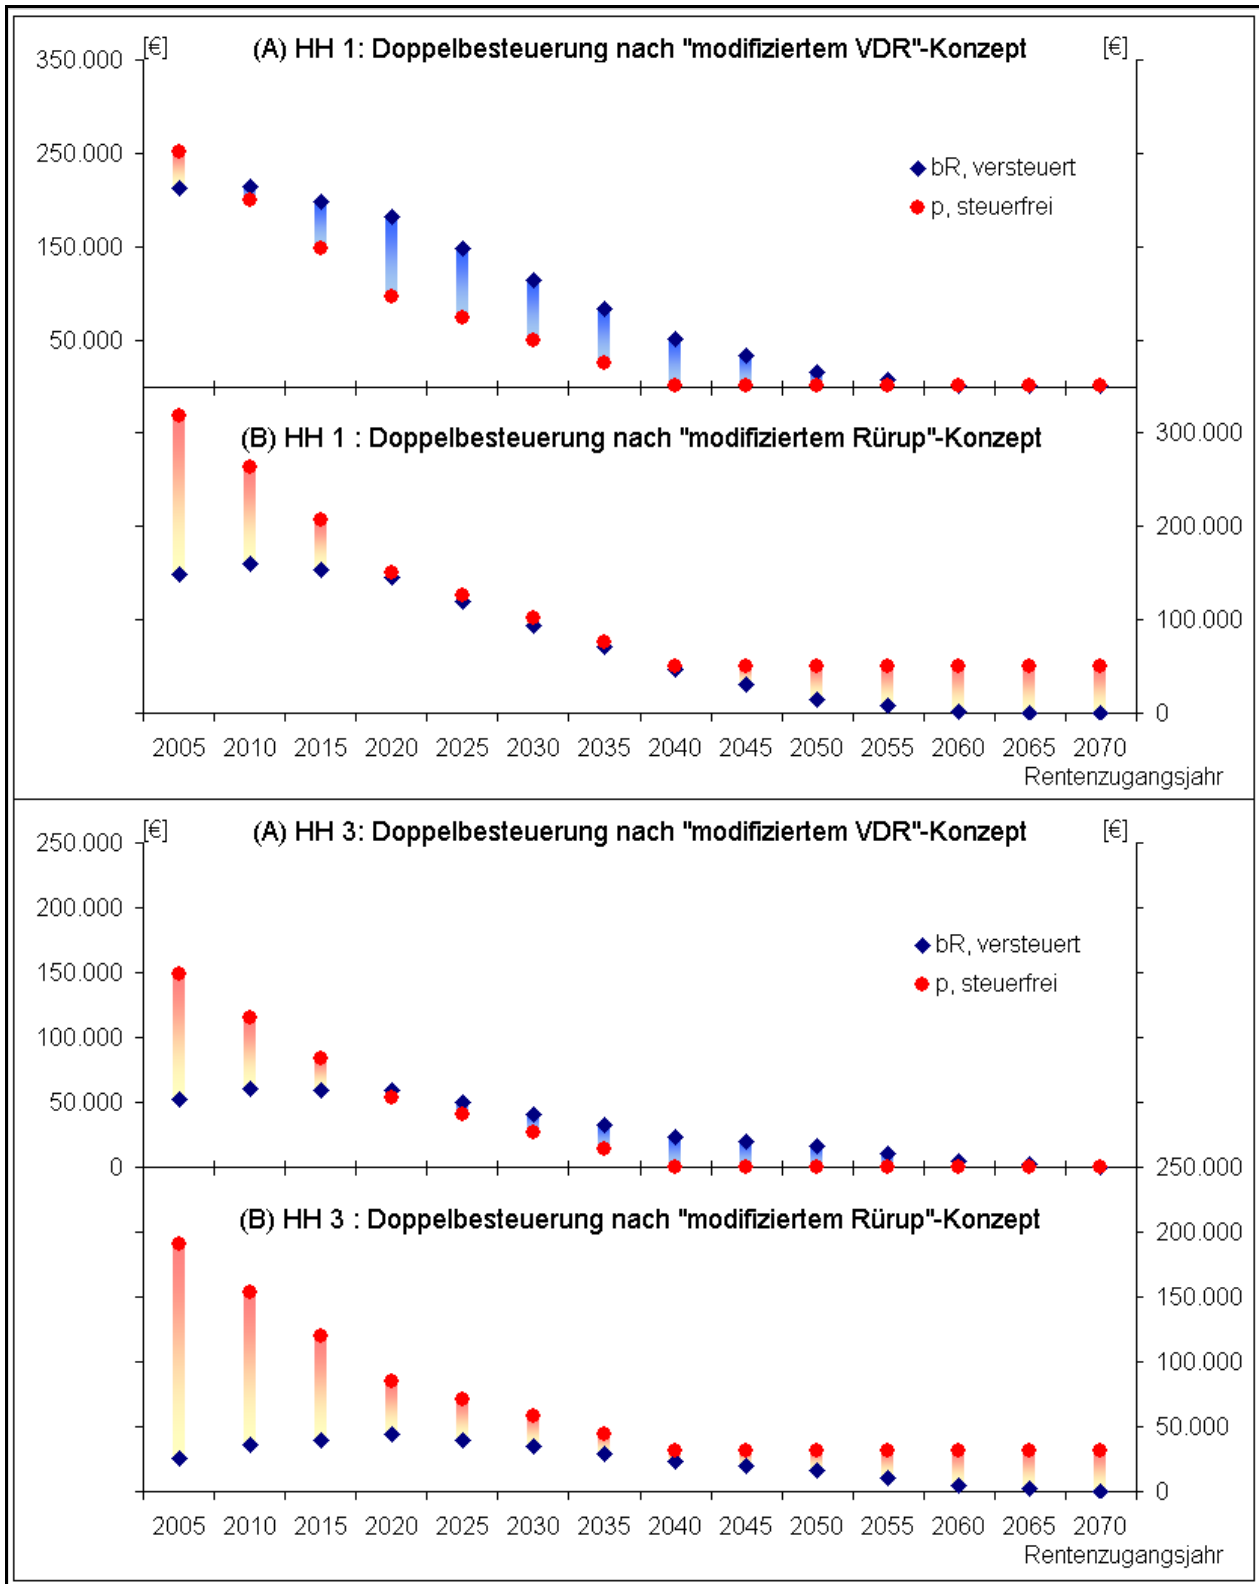 [€] (A) HH 1: Doppelbesteuerung nach "modifiziertem VDR"-Konzept [€]
350.000
250.000
150.000
50.000
bR, versteuert
p, steuerfrei
(B) HH 1 : Doppelbesteuerung nach "modifiziertem Rürup"-Konzept
300.000
200.000
100.000
0
2005 2010 2015 2020 2025 2030 2035 2040 2045 2050 2055 2060 2065 2070
Rentenzugangsjahr
[€] (A) HH 3: Doppelbesteuerung nach "modifiziertem VDR"-Konzept [€]
250.000
200.000
150.000
100.000
50.000
0
bR, versteuert
p, steuerfrei
(B) HH 3 : Doppelbesteuerung nach "modifiziertem Rürup"-Konzept
250.000
200.000
150.000
100.000
50.000
0
2005 2010 2015 2020 2025 2030 2035 2040 2045 2050 2055 2060 2065 2070
Rentenzugangsjahr